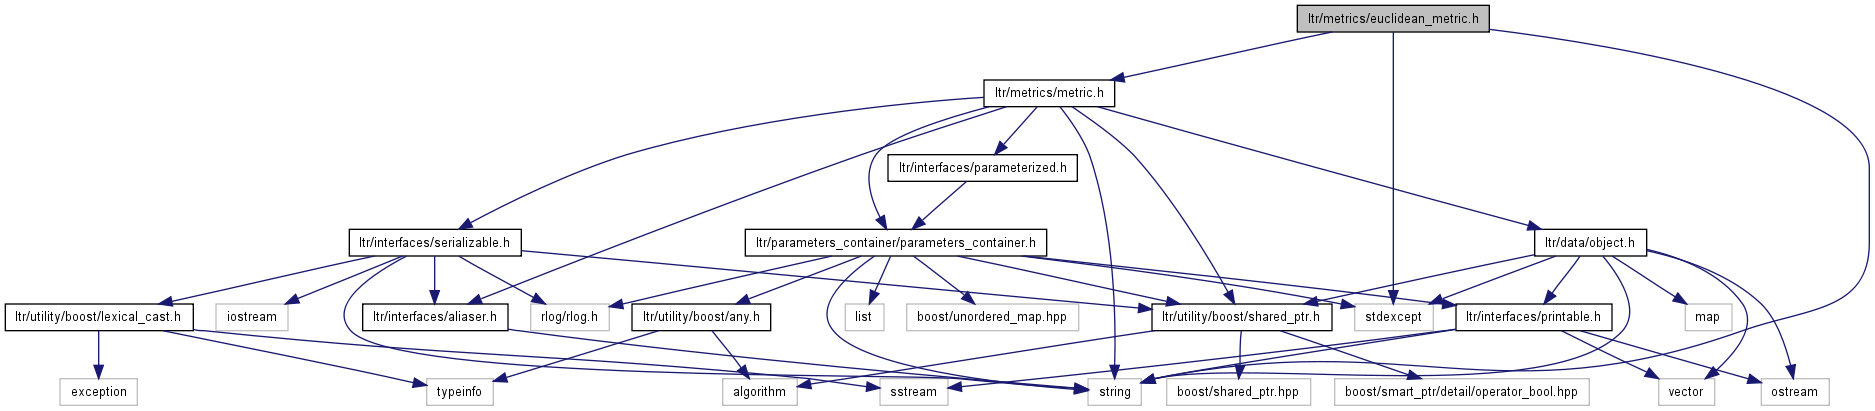 ltr/metrics/euclidean_metric.h
ltr/metrics/metric.h
ltr/interfaces/parameterized.h
ltr/interfaces/serializable.h
ltr/parameters_container/parameters_container.h
ltr/data/object.h
ltr/utility/boost/lexical_cast.h
iostream
ltr/interfaces/aliaser.h
rlog/rlog.h
ltr/utility/boost/any.h
list
boost/unordered_map.hpp
ltr/utility/boost/shared_ptr.h
stdexcept
ltr/interfaces/printable.h
map
exception
typeinfo
algorithm
sstream
string
boost/shared_ptr.hpp
boost/smart_ptr/detail/operator_bool.hpp
vector
ostream